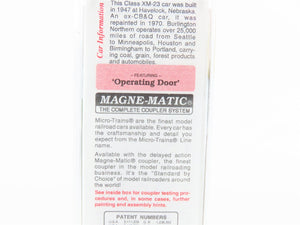 Car Information
This Class XM-23 car was built
in 1947 at Havelock, Nebraska.
An ex-CB&Q car, it was
repainted in 1970. Burlington
Northern operates over 25,000
miles of road from Seattle
to Minneapolis, Houston and
Birmingham to Portland, carry-
ing coal, grain, forest products
and automobiles.
- FEATURING -
'Operating Door'
MAGNE-MATIC®
THE COMPLETE COUPLER SYSTEM
Micro-Trains® are the finest model
railroad cars available. Every car has
the craftsmanship and detail you
expect from the Micro-Trains® Line
name.
Available with the delayed action
Magne-Matic® coupler, the finest
coupler in the model railroading
business. It's the "Standard by
Choice" of model railroaders around
the world!
See inside box for coupler testing pro-
cedures and, in some cases, further
painting and assembly hints.
PATENT NUMBERS